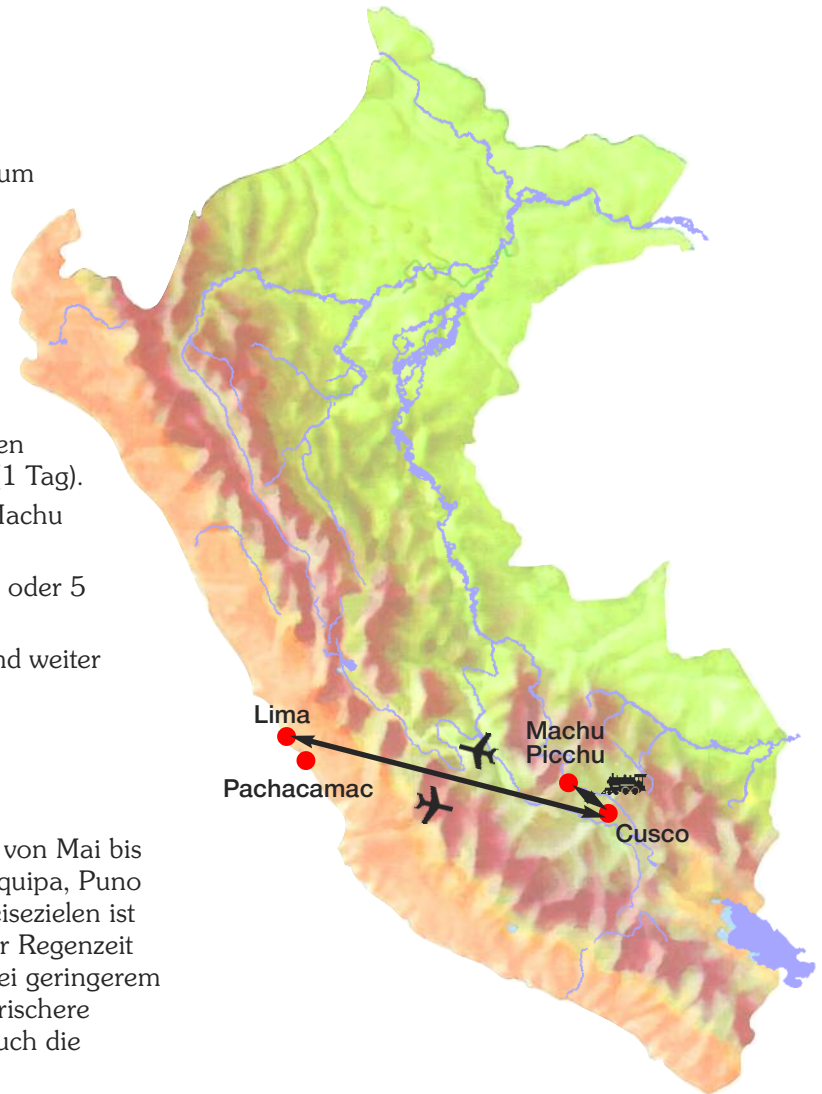 um
en
1 Tag).
Machu
oder 5
nd weiter
Lima
Machu
Picchu
Pachacamac
Cusco
von Mai bis
quipa, Puno
eisezielen ist
r Regenzeit
ei geringerem
rischere
uch die